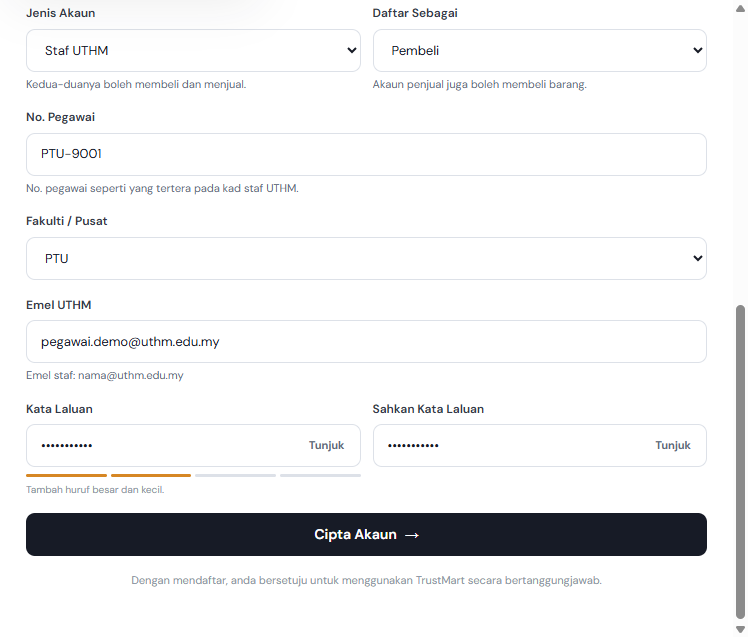 Jenis Akaun
Daftar Sebagai
Staf UTHM
Pembeli
Kedua-duanya boleh membeli dan menjual.
Akaun penjual juga boleh membeli barang.
No. Pegawai
PTU-9001
No. pegawai seperti yang tertera pada kad staf UTHM.
Fakulti / Pusat
PTU
Emel UTHM
pegawai.demo@uthm.edu.my
Emel staf: nama@uthm.edu.my
Kata Laluan
Sahkan Kata Laluan
••••••••••• Tunjuk
••••••••••• Tunjuk
Tambah huruf besar dan kecil.
Cipta Akaun →
Dengan mendaftar, anda bersetuju untuk menggunakan TrustMart secara bertanggungjawab.